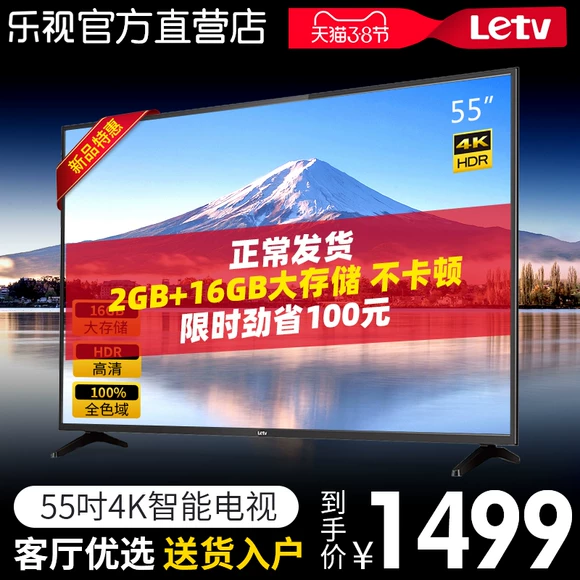 乐视官方直营店
天猫3·8节
Letv
新品特惠
55”
4K
HDR
正常发货
2GB+16GB大存储 不卡顿
限时劲省100元
16GB
大存储
HDR
高清
100%
全色域
Letv
55吋4K智能电视
客厅优选 送货入户
到手价¥1499